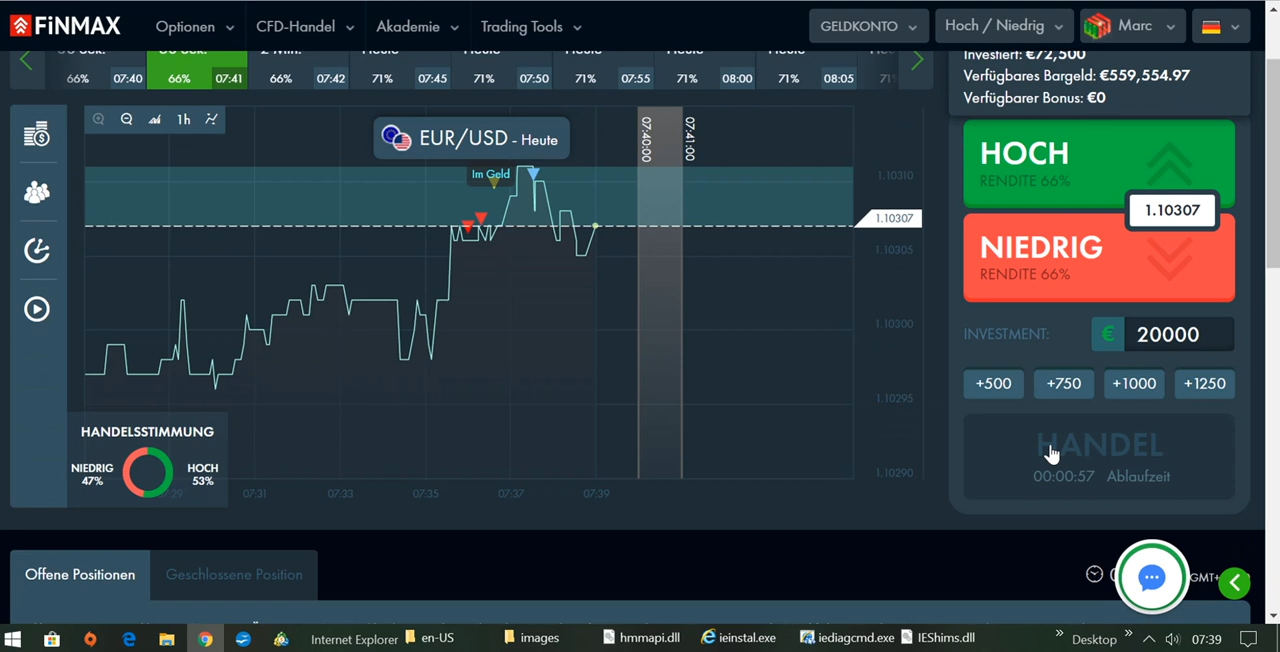 FiNMAX
Optionen
CFD-Handel
Akademie
Trading Tools
GELDKONTO
Hoch / Niedrig
Marc
Investiert: €72,500
Verfügbares Bargeld: €559,554.97
Verfügbarer Bonus: €0
66% 07:40
66% 07:41
66% 07:42
71% 07:45
71% 07:50
71% 07:55
71% 08:00
71% 08:05
1h
EUR/USD - Heute
Im Geld
07:40:00
07:41:00
1.10310
1.10307
1.10305
1.10300
1.10295
1.10290
07:31
07:33
07:35
07:37
07:39
HANDELSSTIMMUNG
NIEDRIG
47%
HOCH
53%
HOCH
RENDITE 66%
1.10307
NIEDRIG
RENDITE 66%
INVESTMENT:
€ 20000
+500
+750
+1000
+1250
HANDEL
00:00:57 Ablaufzeit
Offene Positionen
Geschlossene Position
Internet Explorer
en-US
images
hmmapi.dll
ieinstal.exe
iediagcmd.exe
IEShims.dll
Desktop
07:39